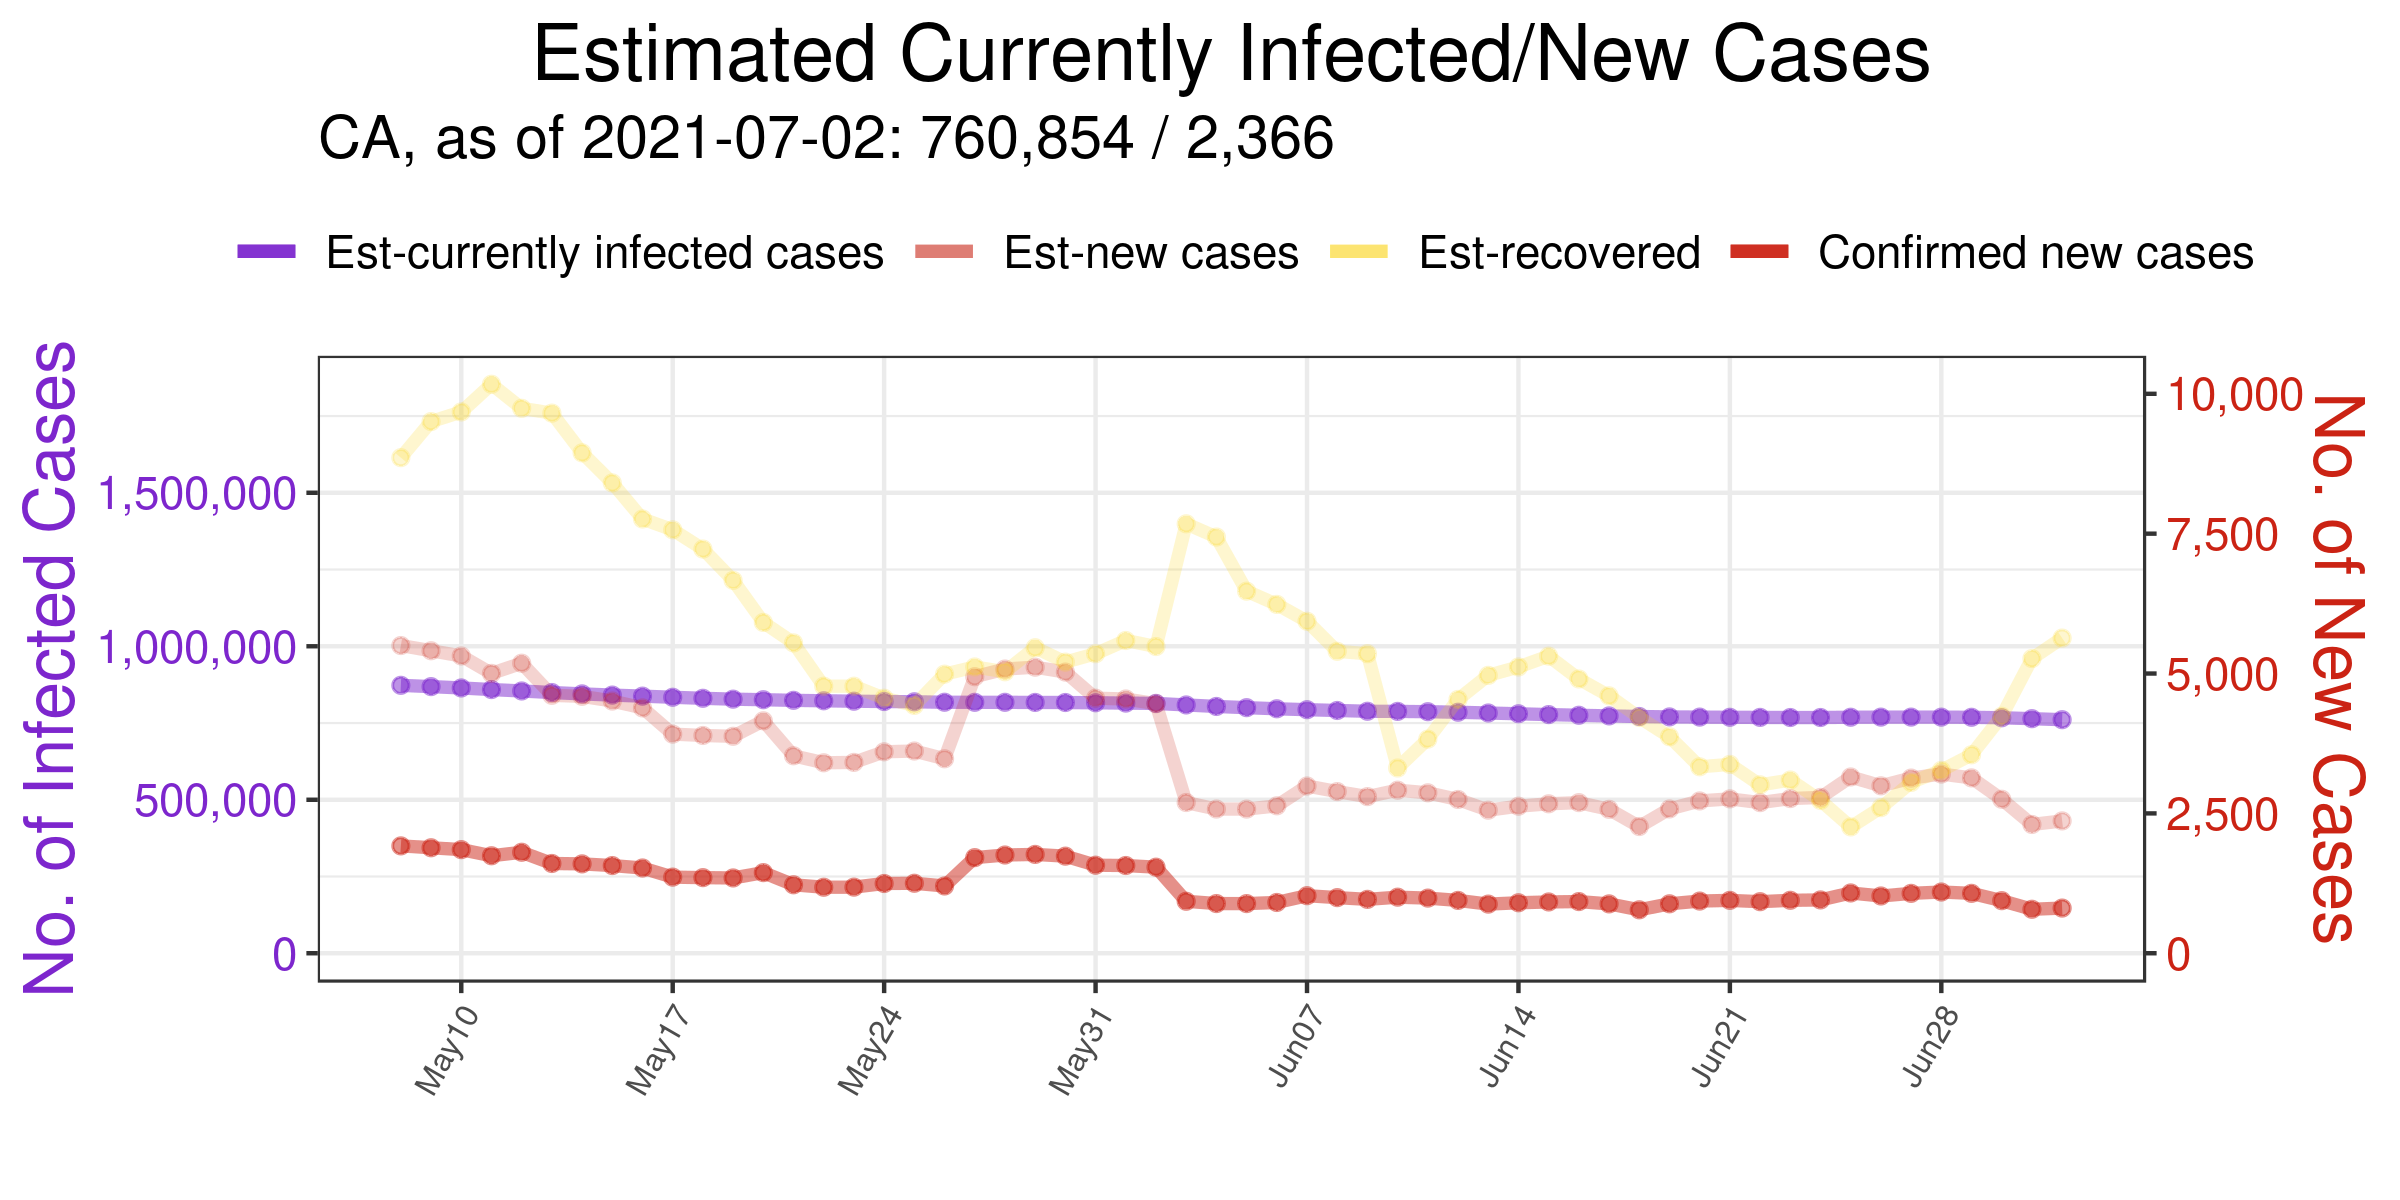 Estimated Currently Infected/New Cases
CA, as of 2021-07-02: 760,854 / 2,366
Est-currently infected cases Est-new cases Est-recovered Confirmed new cases
No. of Infected Cases
1,500,000
1,000,000
500,000
0
10,000
7,500
5,000
2,500
0
No. of New Cases
May10 May17 May24 May31 Jun07 Jun14 Jun21 Jun28